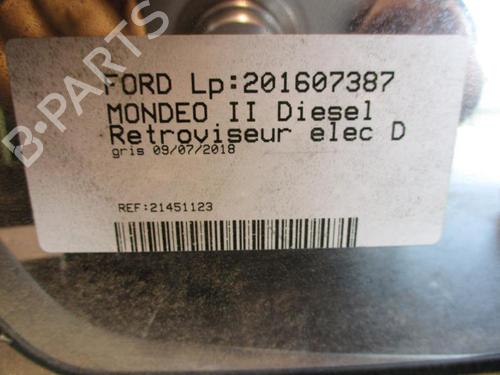 FORD Lp:201607387
MONDEO II Diesel
Retroviseur elec D
gris 09/07/2018
REF:21451123
B-PARTS